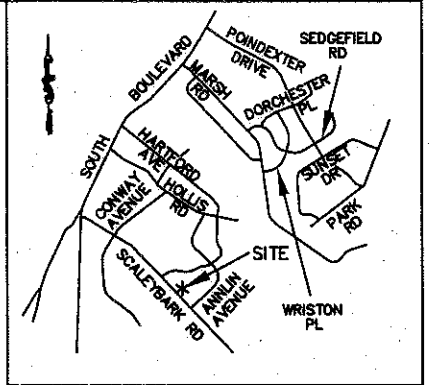 POINDEXTER
DRIVE
SEDGEFIELD
RD
BOULEVARD
MARSH
RD
DORCHESTER
PL
SOUTH
HARTFORD
AVE
HOLLIS
RD
SUNSET
DR
CONWAY
AVENUE
PARK RD
SCALEYBARK RD
SITE
ANNLIN
AVENUE
WRISTON
PL